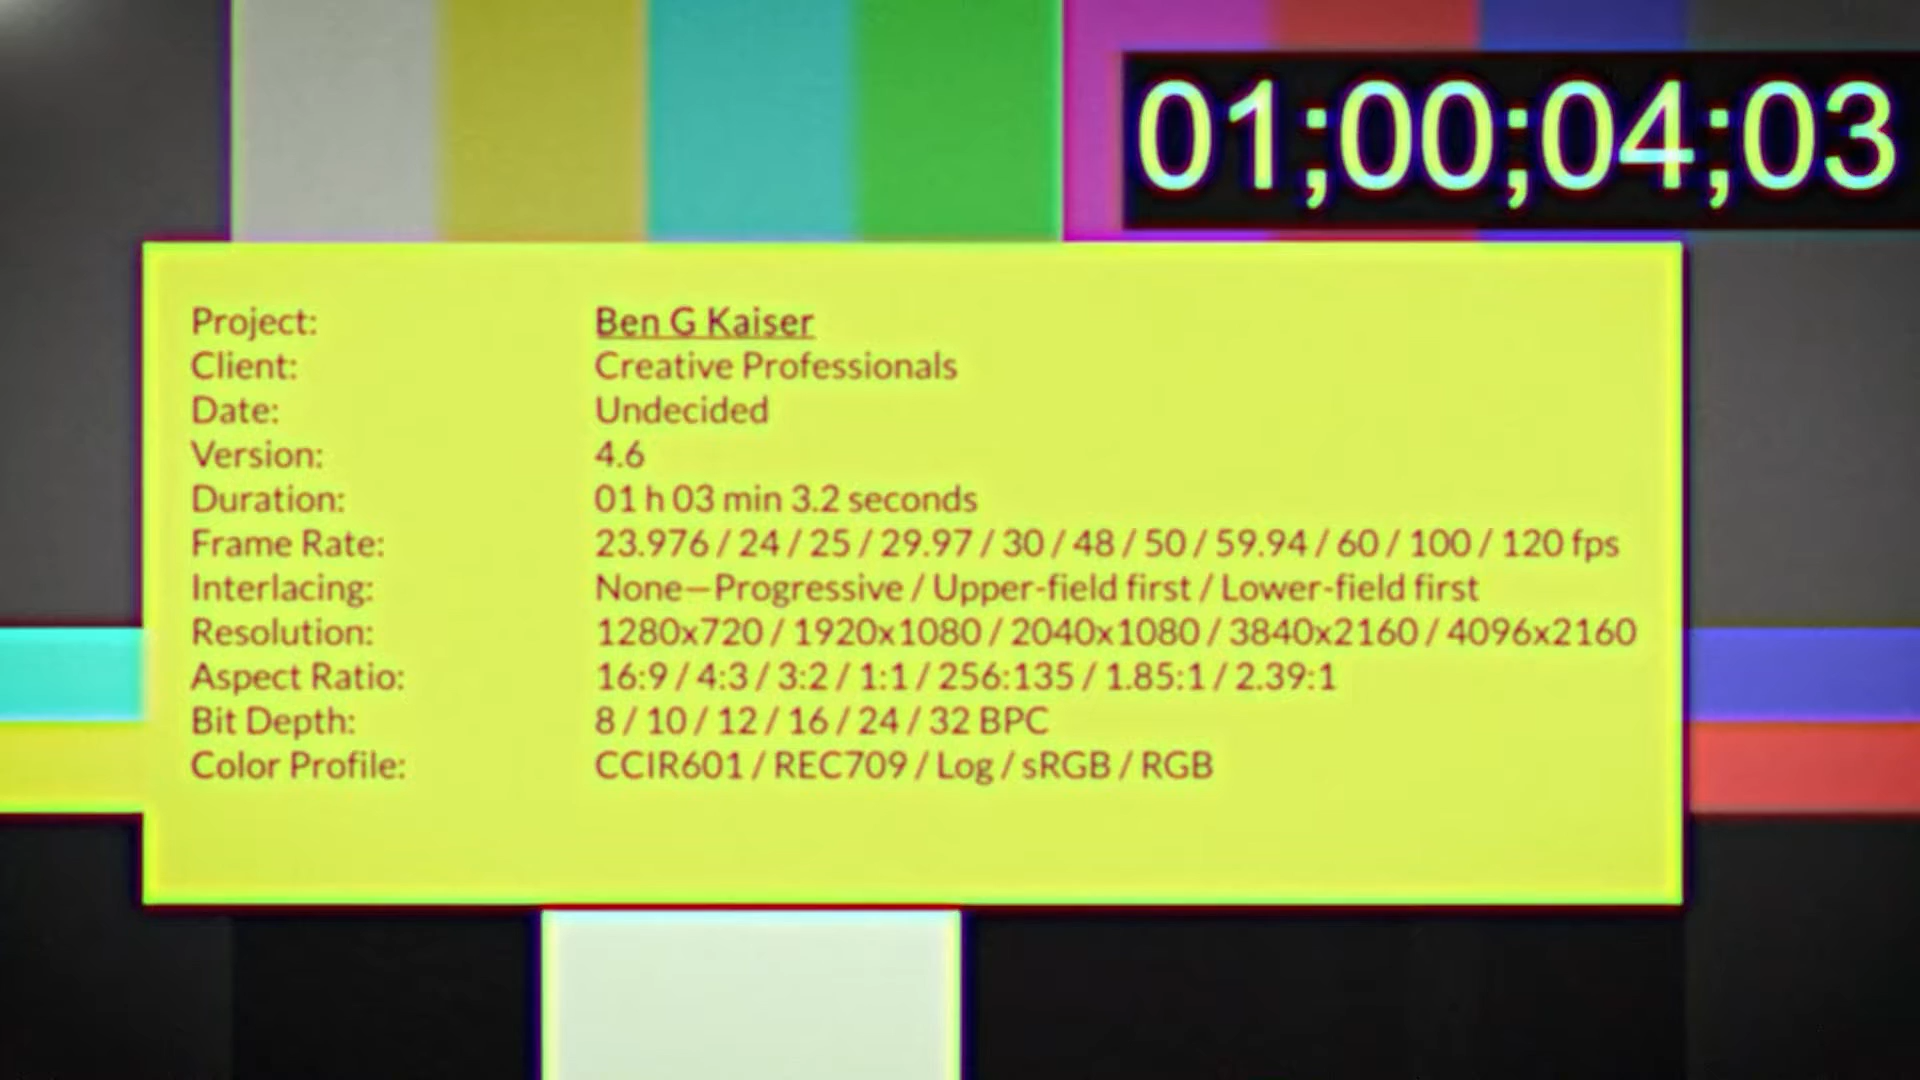 01;00;04;03
Project: Ben G Kaiser
Client: Creative Professionals
Date: Undecided
Version: 4.6
Duration: 01 h 03 min 3.2 seconds
Frame Rate: 23.976 / 24 / 25 / 29.97 / 30 / 48 / 50 / 59.94 / 60 / 100 / 120 fps
Interlacing: None—Progressive / Upper-field first / Lower-field first
Resolution: 1280x720 / 1920x1080 / 2040x1080 / 3840x2160 / 4096x2160
Aspect Ratio: 16:9 / 4:3 / 3:2 / 1:1 / 256:135 / 1.85:1 / 2.39:1
Bit Depth: 8 / 10 / 12 / 16 / 24 / 32 BPC
Color Profile: CCIR601 / REC709 / Log / sRGB / RGB